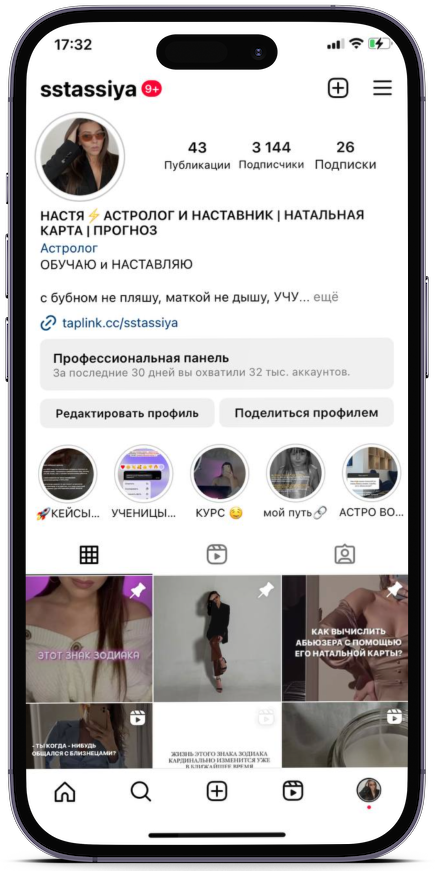 17:32
sstassiya 9+
43 3 144 26
Публикации Подписчики Подписки
НАСТЯ⚡АСТРОЛОГ И НАСТАВНИК | НАТАЛЬНАЯ
КАРТА | ПРОГНОЗ
Астролог
ОБУЧАЮ и НАСТАВЛЯЮ
с бубном не пляшу, маткой не дышу, УЧУ... ещё
taplink.cc/sstassiya
Профессиональная панель
За последние 30 дней вы охватили 32 тыс. аккаунтов.
Редактировать профиль Поделиться профилем
🚀КЕЙСЫ... УЧЕНИЦЫ... КУРС 😊 мой путь🔗 АСТРО ВО...
ЭТОТ ЗНАК ЗОДИАКА
КАК ВЫЧИСЛИТЬ
АБЬЮЗЕРА С ПОМОЩЬЮ
ЕГО НАТАЛЬНОЙ КАРТЫ?
- ТЫ КОГДА - НИБУДЬ
ОБЩАЛСЯ С БЛИЗНЕЦАМИ?
ЖИЗНЬ ЭТОГО ЗНАКА ЗОДИАКА
КАРДИНАЛЬНО ИЗМЕНИТСЯ УЖЕ
В БЛИЖАЙШЕЕ ВРЕМЯ